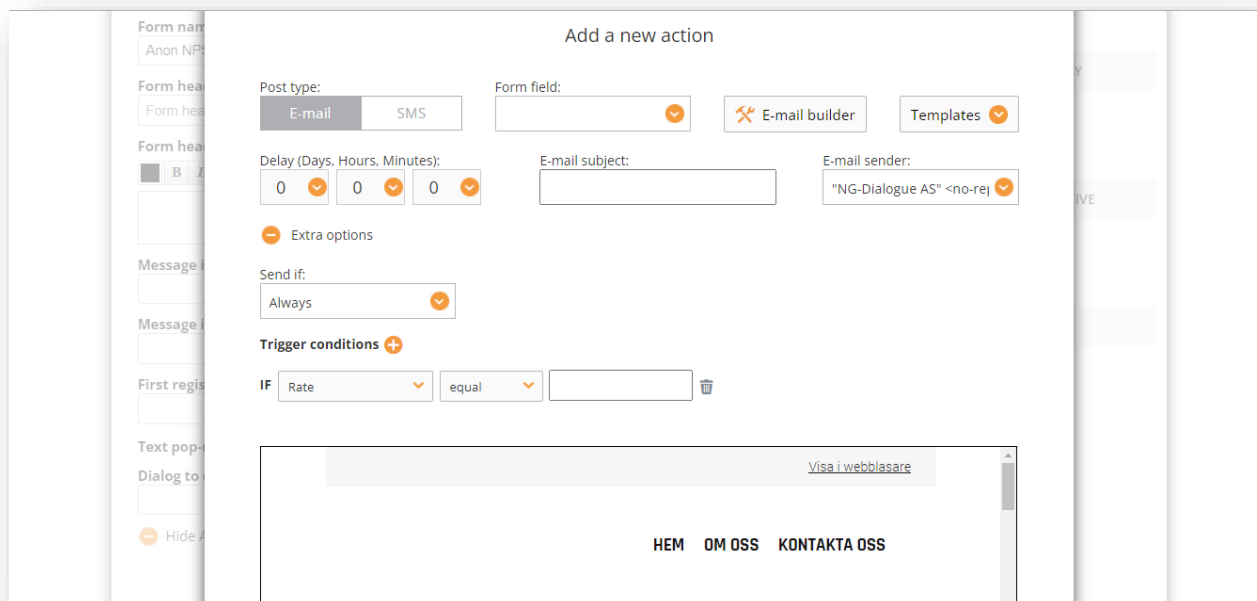 Form nam
Add a new action
Anon NPS
Form hea
Post type:
Form field:
Form hea
E-mail
SMS
E-mail builder
Templates
Form hea
Delay (Days, Hours, Minutes):
E-mail subject:
E-mail sender:
B I
0
0
0
"NG-Dialogue AS" <no-rep
IVE
Extra options
Message i
Send if:
Always
Message i
Trigger conditions
First regis
IF
Rate
equal
Text pop-u
Visa i webblasare
Dialog to
Hide A
HEM OM OSS KONTAKTA OSS